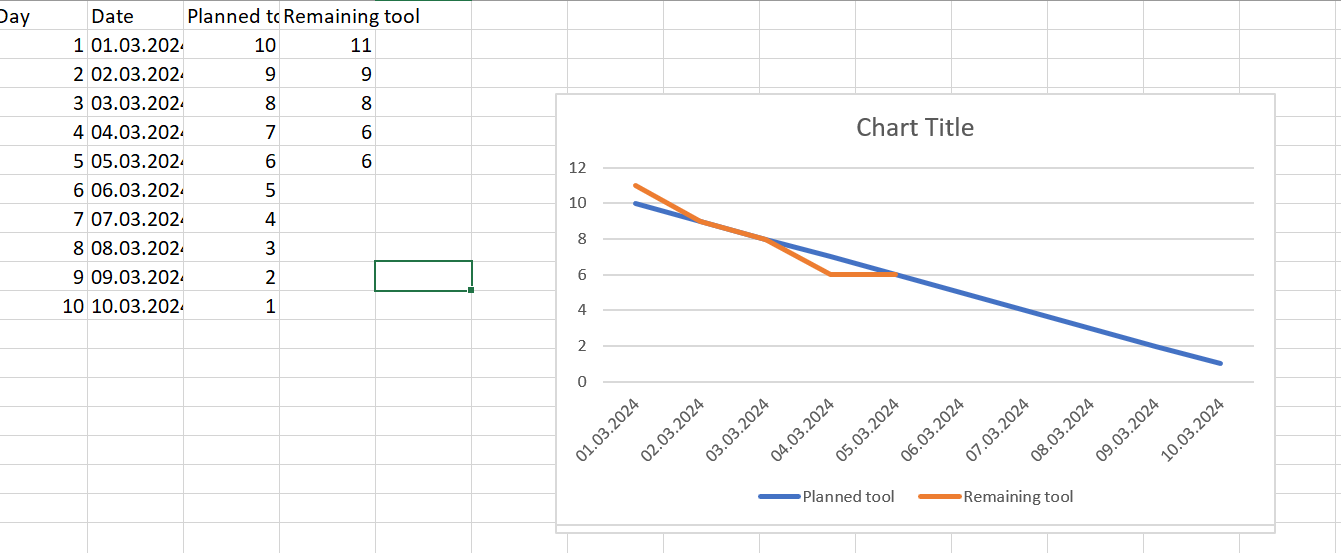 Day Date Planned to Remaining tool
1 01.03.2024 10 11
2 02.03.2024 9 9
3 03.03.2024 8 8
4 04.03.2024 7 6
5 05.03.2024 6 6
6 06.03.2024 5
7 07.03.2024 4
8 08.03.2024 3
9 09.03.2024 2
10 10.03.2024 1
Chart Title
12
10
8
6
4
2
0
01.03.2024 02.03.2024 03.03.2024 04.03.2024 05.03.2024 06.03.2024 07.03.2024 08.03.2024 09.03.2024 10.03.2024
Planned tool Remaining tool